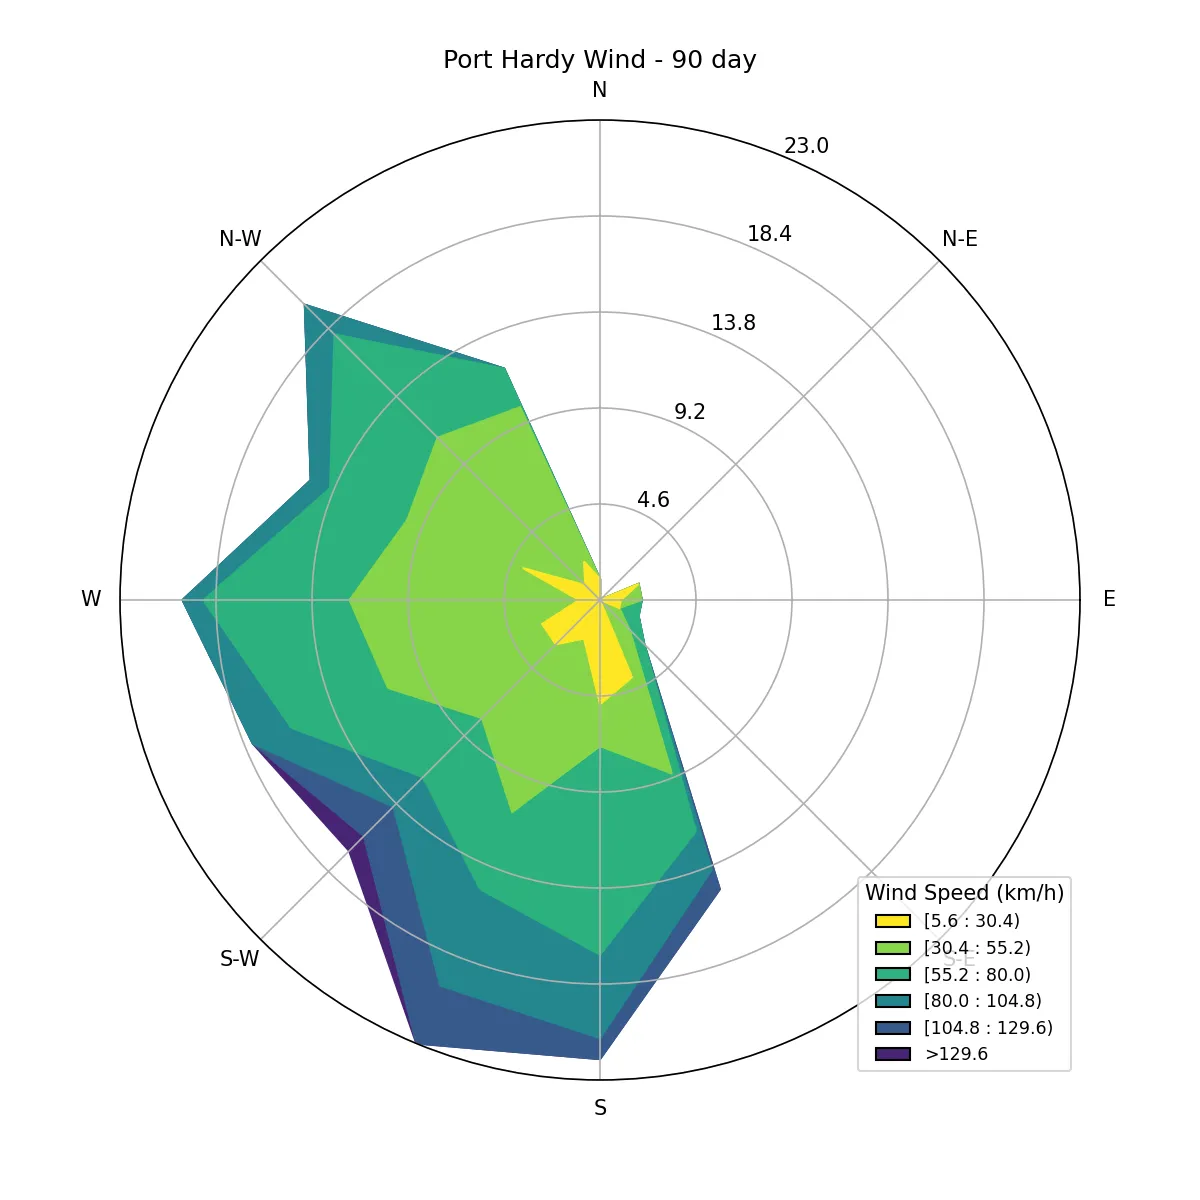 Port Hardy Wind - 90 day
N
23.0
N-W
18.4
N-E
13.8
9.2
4.6
W
E
Wind Speed (km/h)
[5.6 : 30.4)
[30.4 : 55.2)
S-W
S-E
[55.2 : 80.0)
[80.0 : 104.8)
[104.8 : 129.6)
>129.6
S